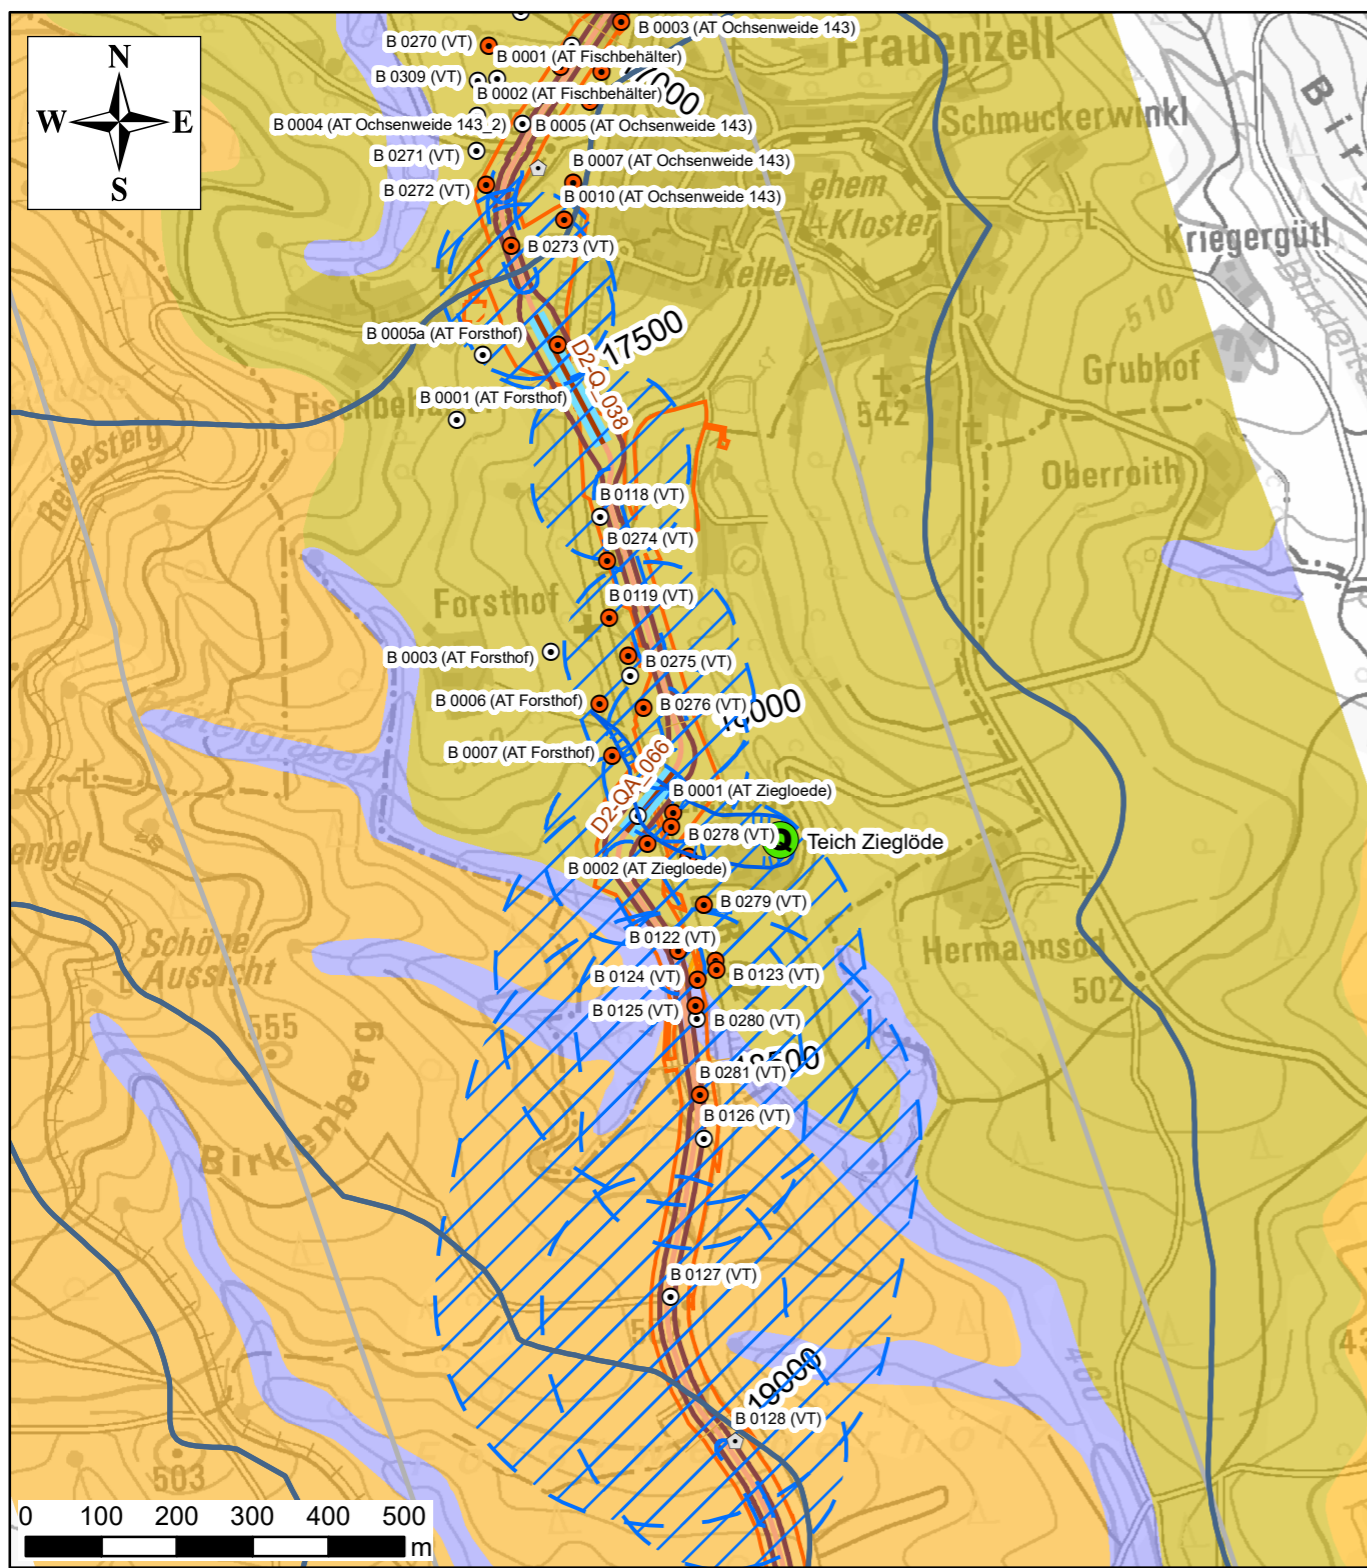 N
W E
S
B 0003 (AT Ochsenweide 143)
B 0270 (VT)
B 0001 (AT Fischbehälter)
Frauenzell
B 0309 (VT)
B 0002 (AT Fischbehälter)
Schmuckerwinkl
B 0004 (AT Ochsenweide 143_2)
B 0005 (AT Ochsenweide 143)
B 0271 (VT)
B 0007 (AT Ochsenweide 143)
B 0272 (VT)
B 0010 (AT Ochsenweide 143)
ehem
Kloster
Kriegergütl
B 0273 (VT)
Keller
510
B 0005a (AT Forsthof)
17500
D2-Q_038
Grubhof
B 0001 (AT Forsthof)
542
Reitersteig
Oberroith
B 0118 (VT)
B 0274 (VT)
Forsthof
B 0119 (VT)
B 0003 (AT Forsthof)
B 0275 (VT)
B 0006 (AT Forsthof)
B 0276 (VT)
B 0007 (AT Forsthof)
D2-QA_066
B 0001 (AT Ziegloede)
B 0278 (VT)
Q
Teich Zieglöde
B 0002 (AT Ziegloede)
B 0279 (VT)
B 0122 (VT)
Hermannsöd
Schöne
Aussicht
B 0124 (VT)
B 0123 (VT)
502
B 0125 (VT)
B 0280 (VT)
555
18500
B 0281 (VT)
B 0126 (VT)
Birkenberg
B 0127 (VT)
460
19000
B 0128 (VT)
503
0 100 200 300 400 500
m